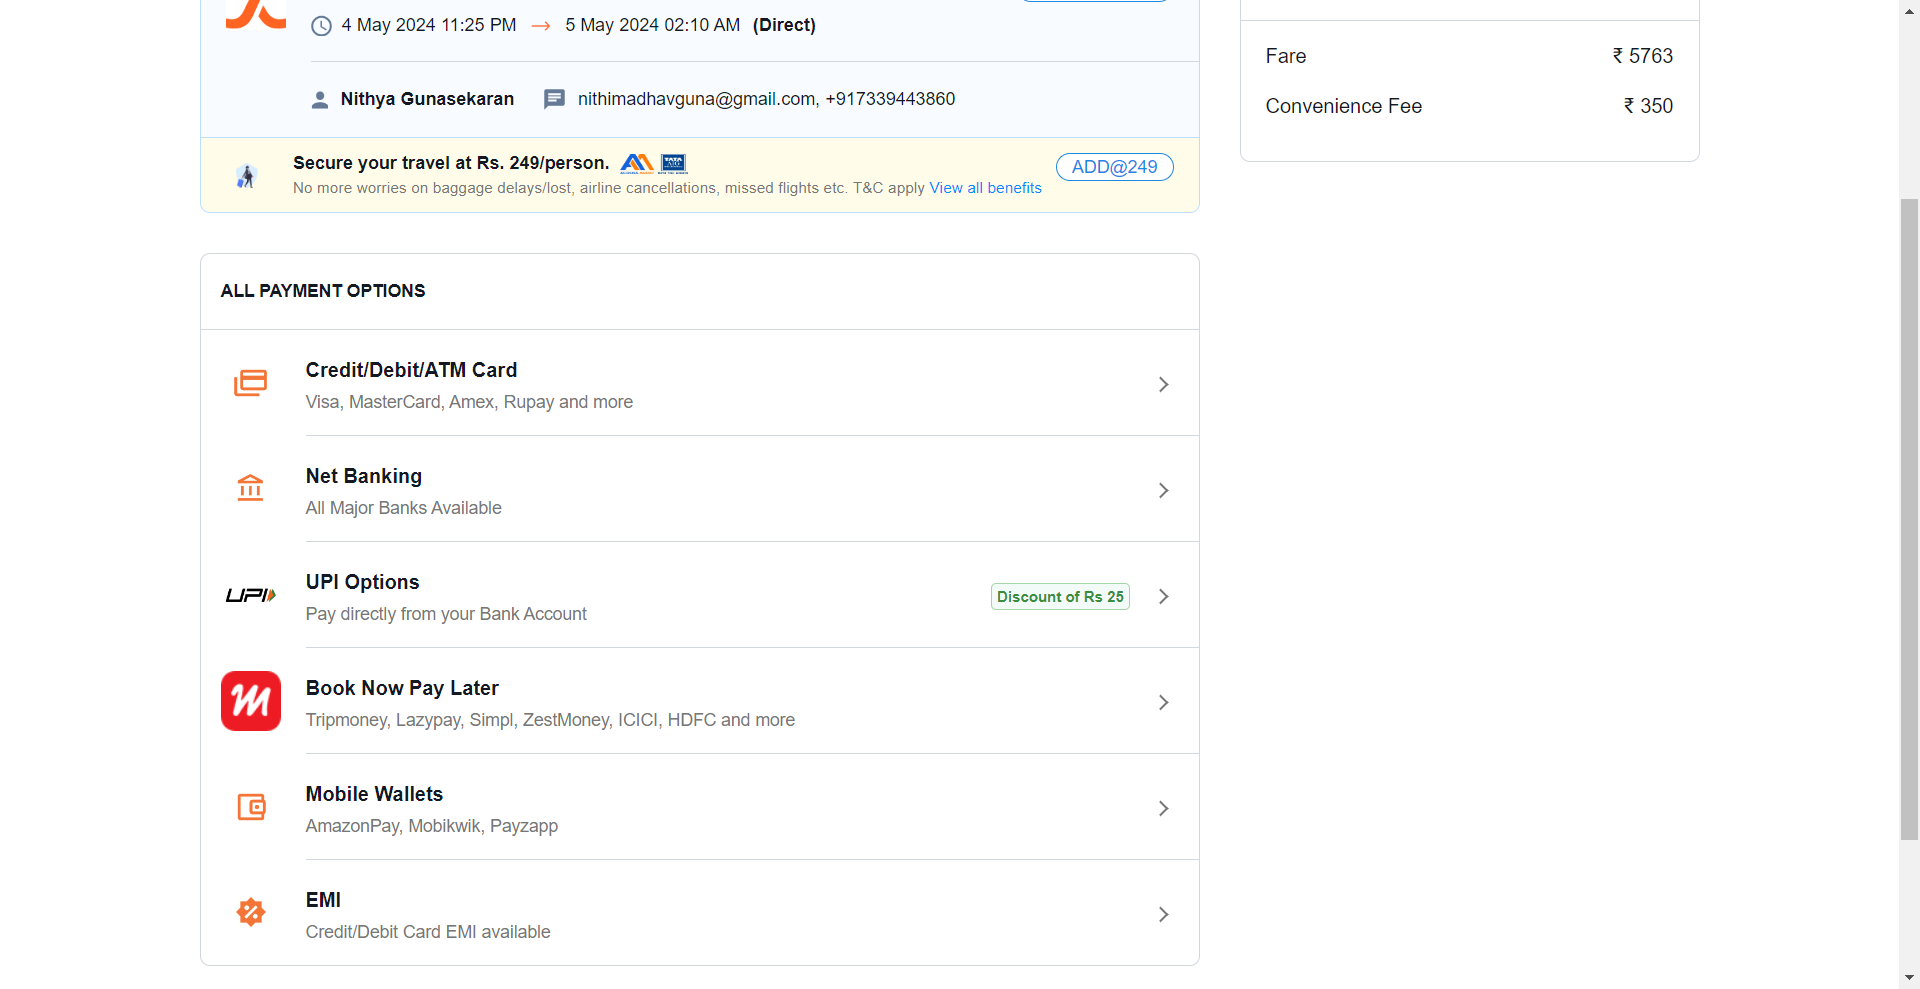 4 May 2024 11:25 PM → 5 May 2024 02:10 AM (Direct)
Nithya Gunasekaran nithimadhavguna@gmail.com, +917339443860
Secure your travel at Rs. 249/person.
TATA
AIG
No more worries on baggage delays/lost, airline cancellations, missed flights etc. T&C apply View all benefits
ADD@249
Fare ₹ 5763
Convenience Fee ₹ 350
ALL PAYMENT OPTIONS
Credit/Debit/ATM Card
Visa, MasterCard, Amex, Rupay and more
Net Banking
All Major Banks Available
UPI
UPI Options
Pay directly from your Bank Account
Discount of Rs 25
m
Book Now Pay Later
Tripmoney, Lazypay, Simpl, ZestMoney, ICICI, HDFC and more
Mobile Wallets
AmazonPay, Mobikwik, Payzapp
EMI
Credit/Debit Card EMI available